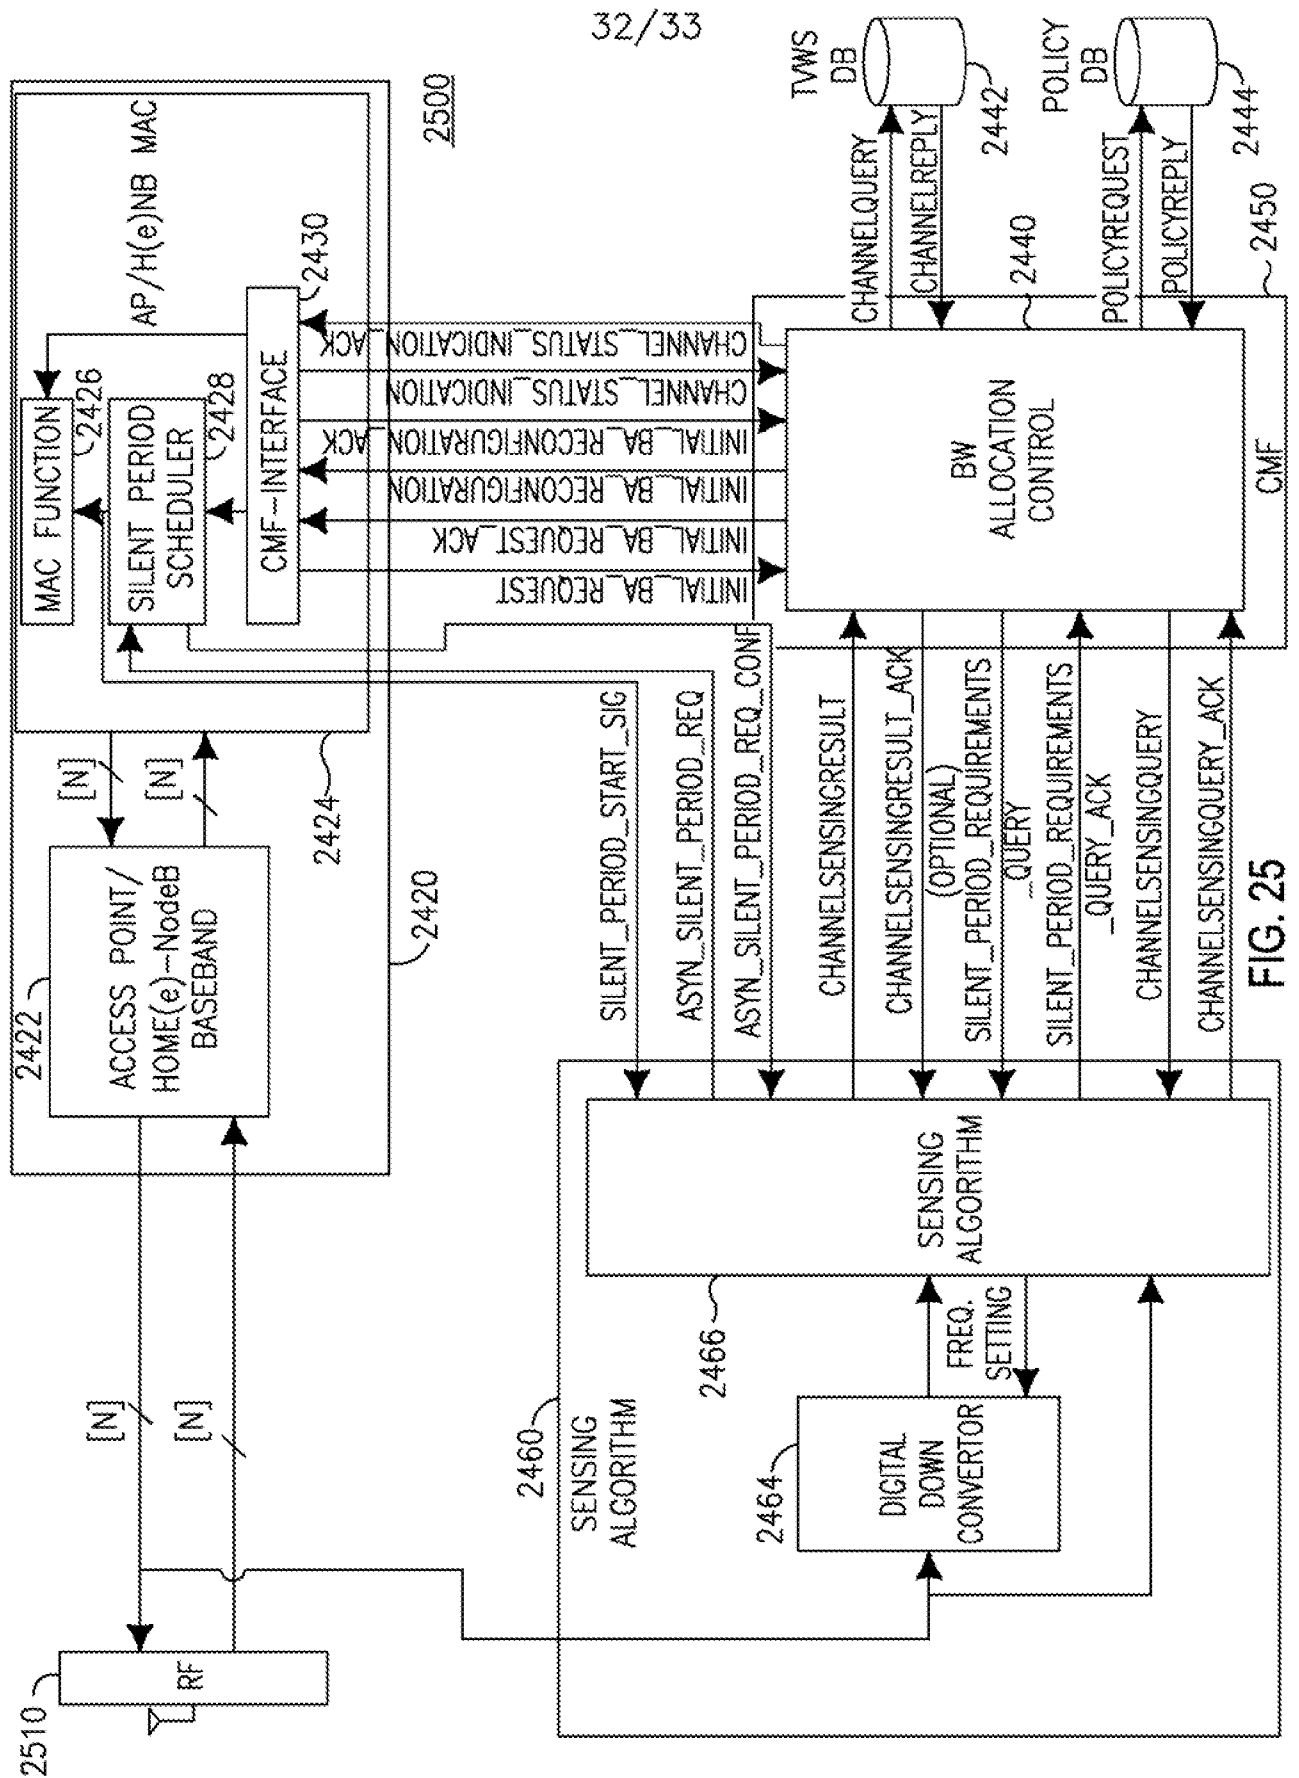 32/33
2500
AP/H(e)NB MAC
MAC FUNCTION
2426
SILENT PERIOD
SCHEDULER
2428
CMF-INTERFACE
2430
[N]
[N]
2424
2422
ACCESS POINT/
HOME(e)-NodeB
BASEBAND
2420
[N]
[N]
2510
RF
CHANNEL_STATUS_INDICATION_ACK
CHANNEL_STATUS_INDICATION
INITIAL_BA_RECONFIGURATION_ACK
INITIAL_BA_RECONFIGURATION
INITIAL_BA_REQUEST_ACK
INITIAL_BA_REQUEST
TVWS
DB
2442
CHANNELQUERY
CHANNELREPLY
POLICY
DB
2444
POLICYREQUEST
POLICYREPLY
2440
2450
BW
ALLOCATION
CONTROL
CMF
SILENT_PERIOD_START_SIG
ASYN_SILENT_PERIOD_REQ
ASYN_SILENT_PERIOD_REQ_CONF
CHANNELSENSINGRESULT
CHANNELSENSINGRESULT_ACK
(OPTIONAL)
SILENT_PERIOD_REQUIREMENTS
_QUERY
SILENT_PERIOD_REQUIREMENTS
_QUERY_ACK
CHANNELSENSINGQUERY
CHANNELSENSINGQUERY_ACK
2460
SENSING
ALGORITHM
SENSING
ALGORITHM
2466
FREQ.
SETTING
2464
DIGITAL
DOWN
CONVERTOR
FIG. 25